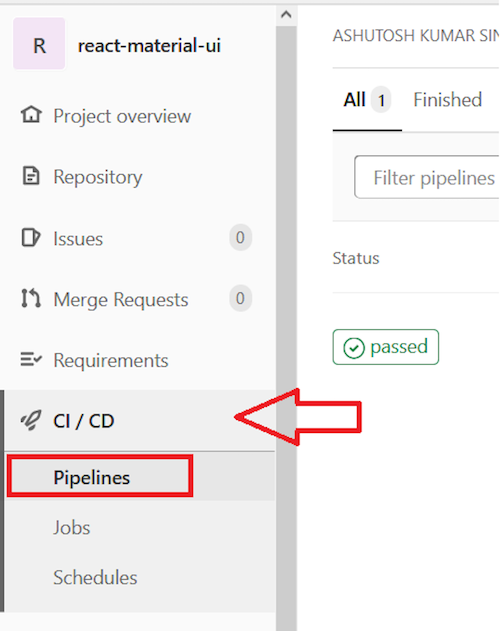 R
react-material-ui
Project overview
Repository
Issues 0
Merge Requests 0
Requirements
CI / CD
Pipelines
Jobs
Schedules
ASHUTOSH KUMAR
All 1 Finished
Filter pipelines
Status
passed